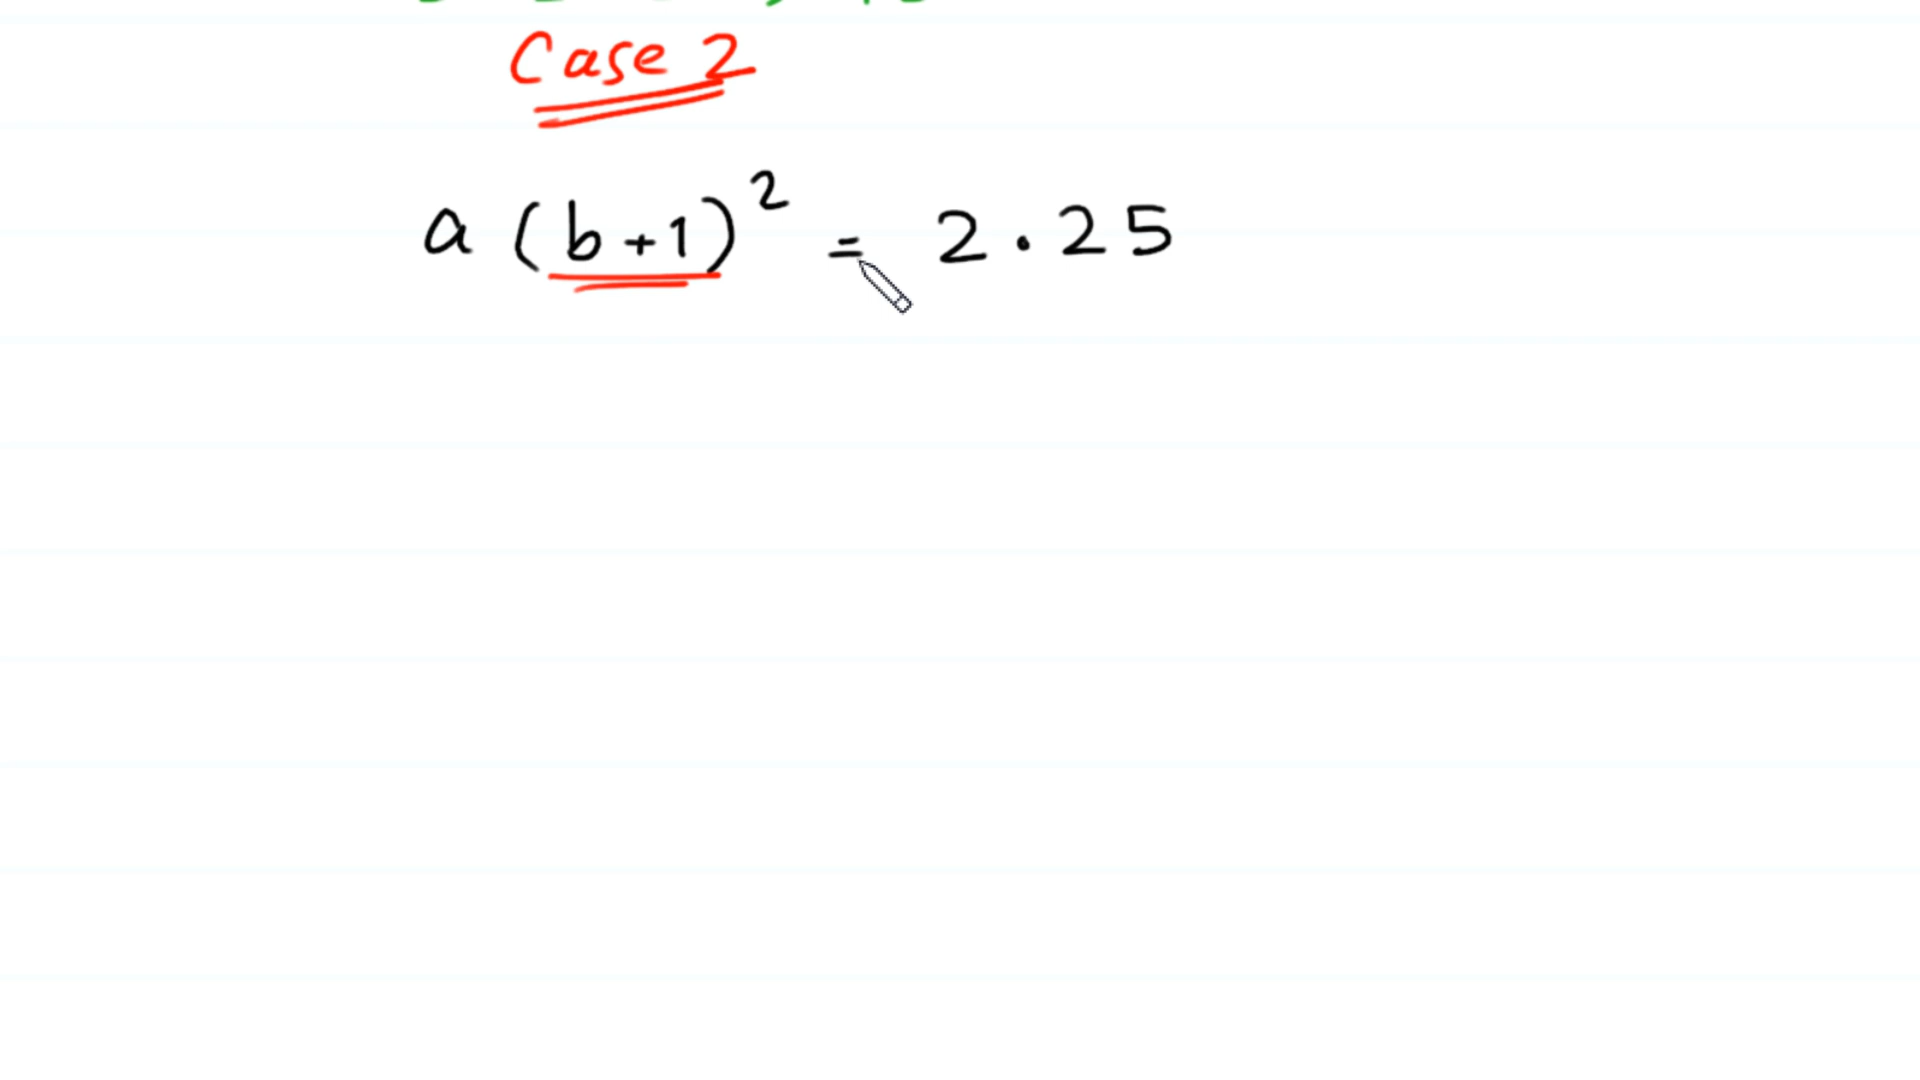 Case 2
a (b+1)² = 2.25